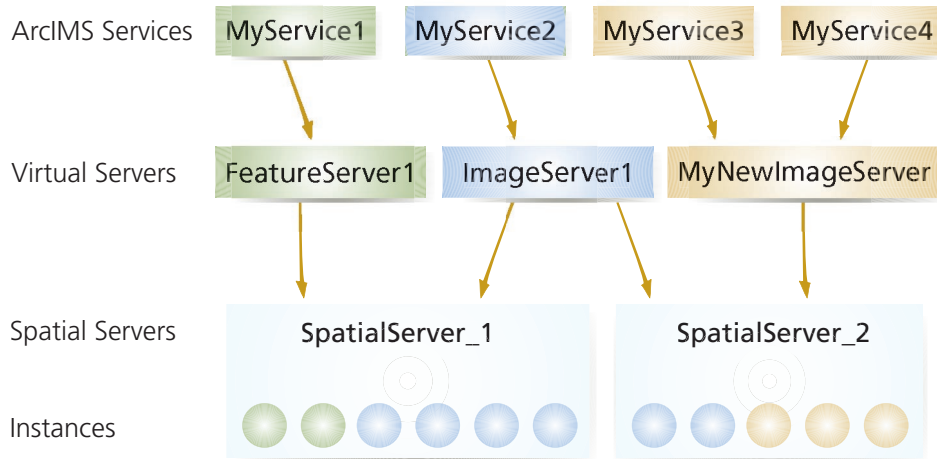 ArcIMS Services MyService1 MyService2 MyService3 MyService4
Virtual Servers FeatureServer1 ImageServer1 MyNewImageServer
Spatial Servers SpatialServer_1 SpatialServer_2
Instances